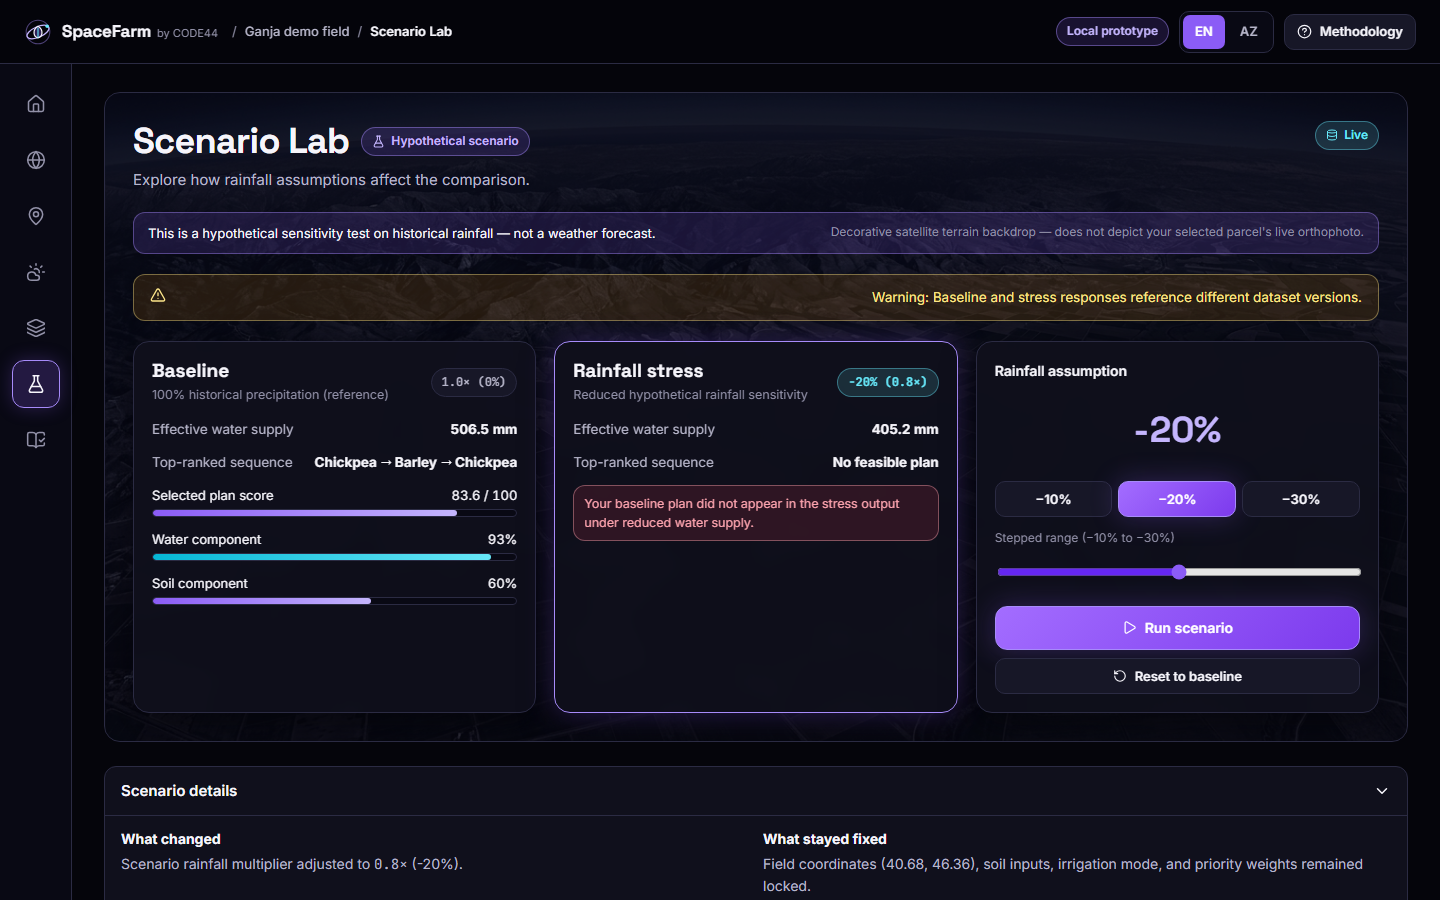 SpaceFarm by CODE44 / Ganja demo field / Scenario Lab
Local prototype
EN AZ
Methodology
Scenario Lab
Hypothetical scenario
Live
Explore how rainfall assumptions affect the comparison.
This is a hypothetical sensitivity test on historical rainfall — not a weather forecast.
Decorative satellite terrain backdrop — does not depict your selected parcel's live orthophoto.
Warning: Baseline and stress responses reference different dataset versions.
Baseline
100% historical precipitation (reference)
1.0× (0%)
Effective water supply 506.5 mm
Top-ranked sequence Chickpea → Barley → Chickpea
Selected plan score 83.6 / 100
Water component 93%
Soil component 60%
Rainfall stress
Reduced hypothetical rainfall sensitivity
-20% (0.8×)
Effective water supply 405.2 mm
Top-ranked sequence No feasible plan
Your baseline plan did not appear in the stress output
under reduced water supply.
Rainfall assumption
-20%
−10% −20% −30%
Stepped range (−10% to −30%)
Run scenario
Reset to baseline
Scenario details
What changed
Scenario rainfall multiplier adjusted to 0.8× (-20%).
What stayed fixed
Field coordinates (40.68, 46.36), soil inputs, irrigation mode, and priority weights remained
locked.